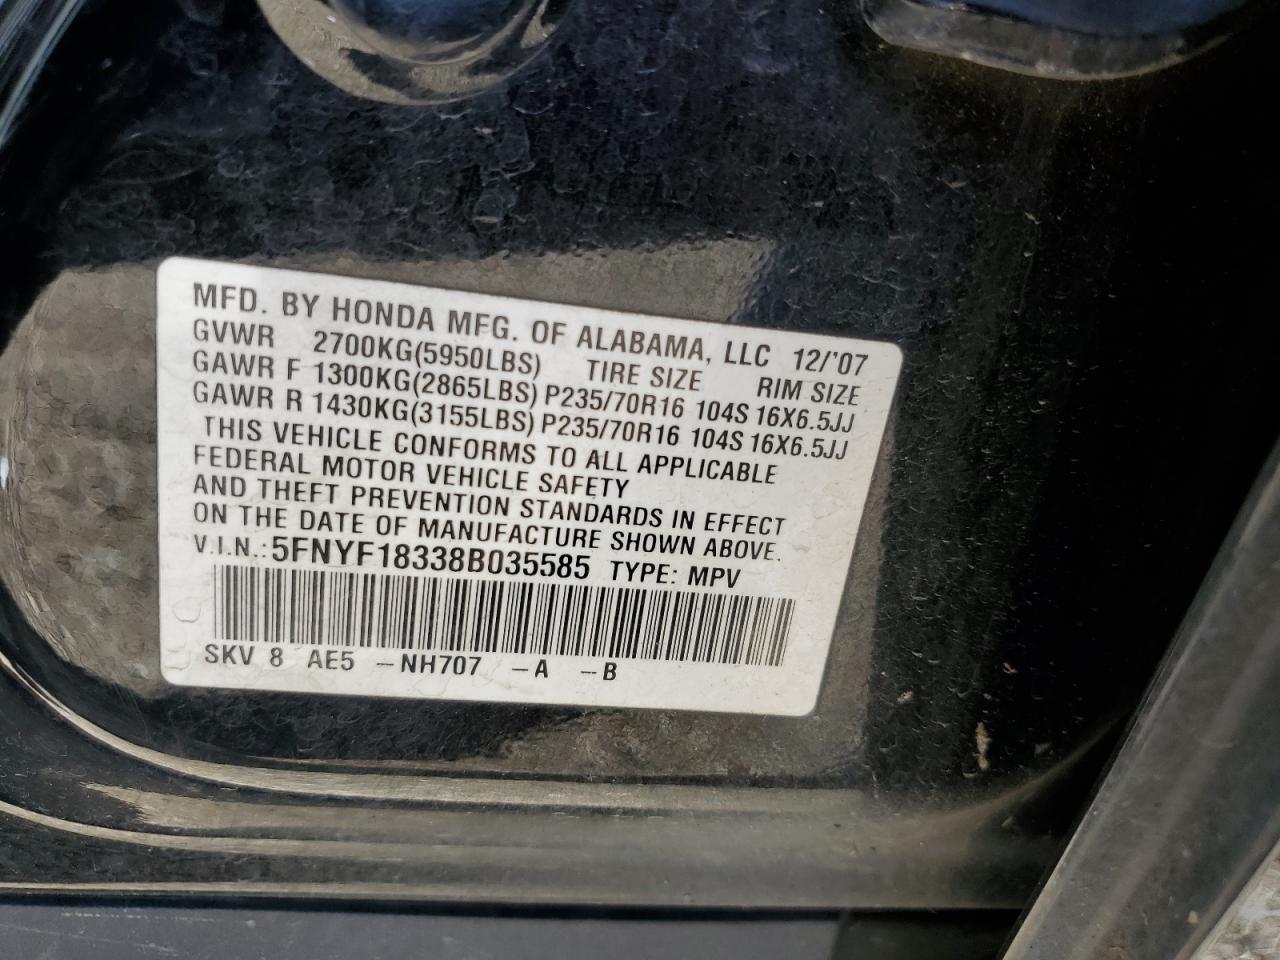 MFD. BY HONDA MFG. OF ALABAMA, LLC 12/'07
GVWR 2700KG(5950LBS) TIRE SIZE RIM SIZE
GAWR F 1300KG(2865LBS) P235/70R16 104S 16X6.5JJ
GAWR R 1430KG(3155LBS) P235/70R16 104S 16X6.5JJ
THIS VEHICLE CONFORMS TO ALL APPLICABLE
FEDERAL MOTOR VEHICLE SAFETY
AND THEFT PREVENTION STANDARDS IN EFFECT
ON THE DATE OF MANUFACTURE SHOWN ABOVE.
V.I.N.: 5FNYF18338B035585 TYPE: MPV
SKV 8 AE5 –NH707 –A –B